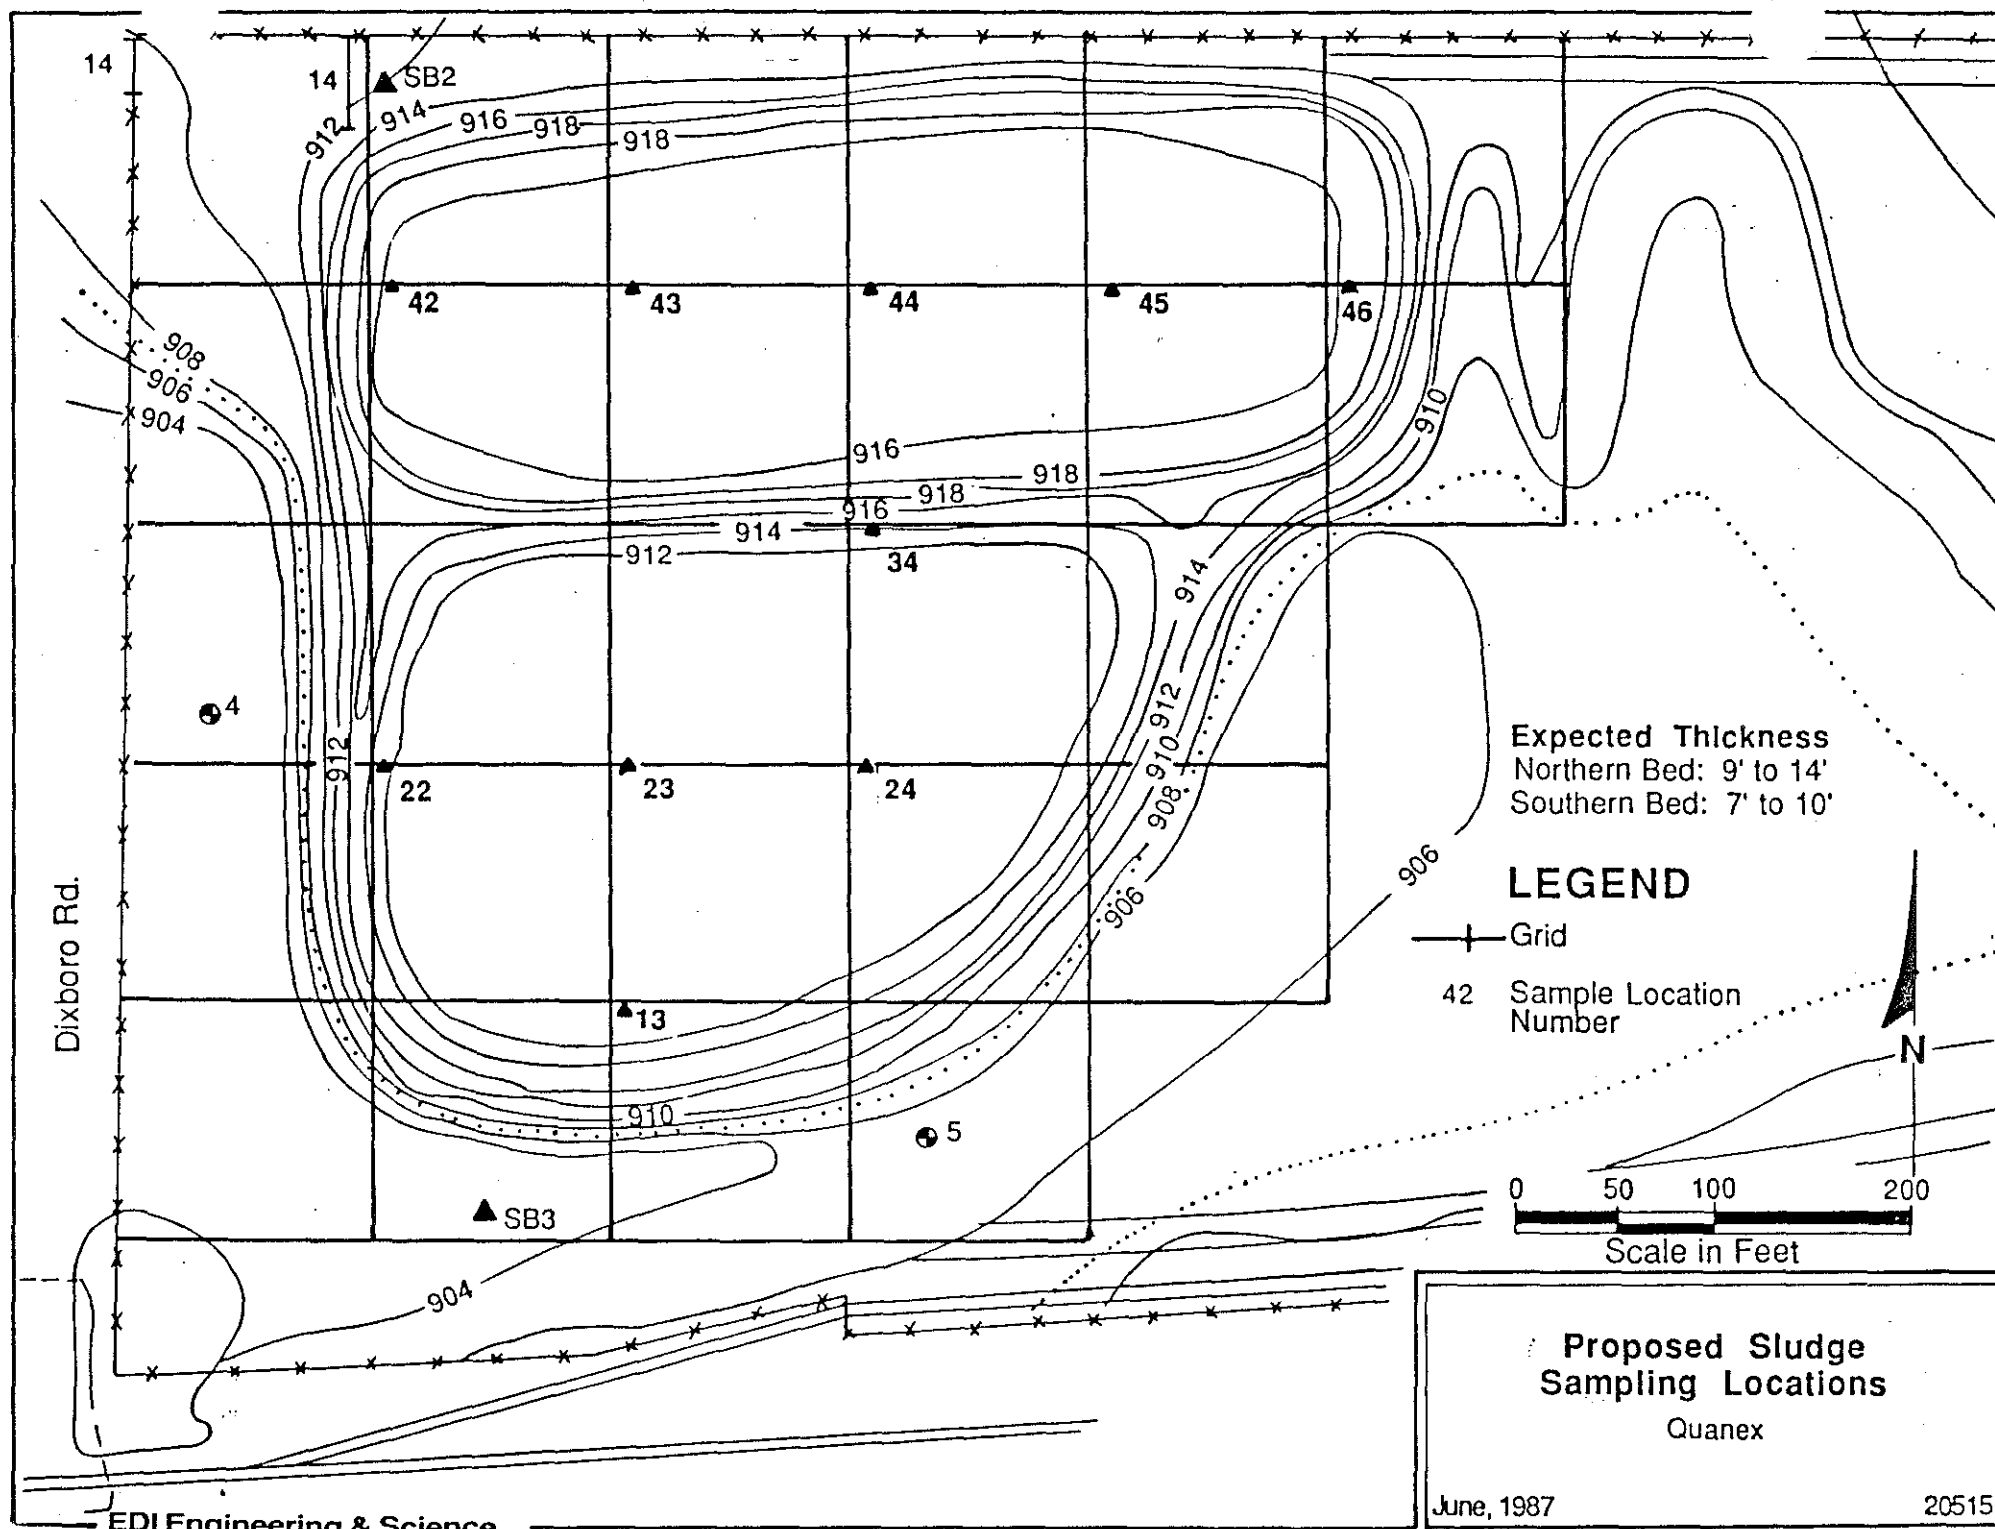 14
14
SB2
912
914
916
918
918
42
43
44
45
46
908
906
904
910
916
918
918
916
914
912
34
914
4
912
912
910
908
22
23
24
Expected Thickness
Northern Bed: 9' to 14'
Southern Bed: 7' to 10'
906
906
LEGEND
Grid
42 Sample Location
Number
N
Dixboro Rd.
13
910
5
SB3
0 50 100 200
Scale in Feet
904
Proposed Sludge
Sampling Locations
Quanex
June, 1987
20515
EDI Engineering & Science